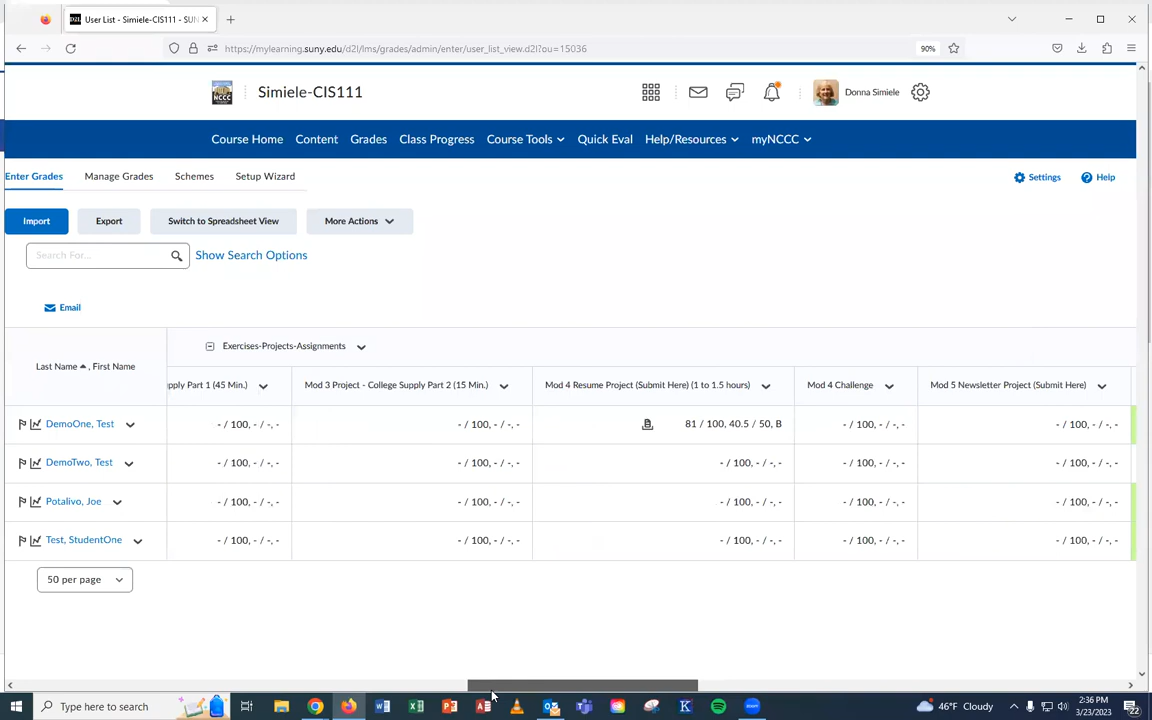 User List - Simiele-CIS111 - SUN
https://mylearning.suny.edu/d2l/lms/grades/admin/enter/user_list_view.d2l?ou=15036
90%
NCCC
Simiele-CIS111
Donna Simiele
Course Home Content Grades Class Progress Course Tools Quick Eval Help/Resources myNCCC
Enter Grades Manage Grades Schemes Setup Wizard
Settings Help
Import Export Switch to Spreadsheet View More Actions
Search For...
Show Search Options
Email
Exercises-Projects-Assignments
Last Name , First Name
upply Part 1 (45 Min.) Mod 3 Project - College Supply Part 2 (15 Min.) Mod 4 Resume Project (Submit Here) (1 to 1.5 hours) Mod 4 Challenge Mod 5 Newsletter Project (Submit Here)
DemoOne, Test - / 100, - / -, - - / 100, - / -, - 81 / 100, 40.5 / 50, B - / 100, - / -, - - / 100, - / -, -
DemoTwo, Test - / 100, - / -, - - / 100, - / -, - - / 100, - / -, - - / 100, - / -, - - / 100, - / -, -
Potalivo, Joe - / 100, - / -, - - / 100, - / -, - - / 100, - / -, - - / 100, - / -, - - / 100, - / -, -
Test, StudentOne - / 100, - / -, - - / 100, - / -, - - / 100, - / -, - - / 100, - / -, - - / 100, - / -, -
50 per page
Type here to search
46°F Cloudy
2:36 PM
3/23/2023
22